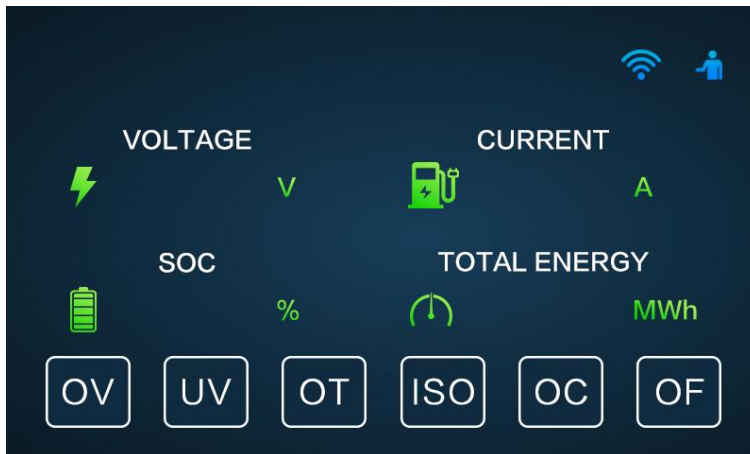 VOLTAGE CURRENT
V A
SOC TOTAL ENERGY
% MWh
OV UV OT ISO OC OF